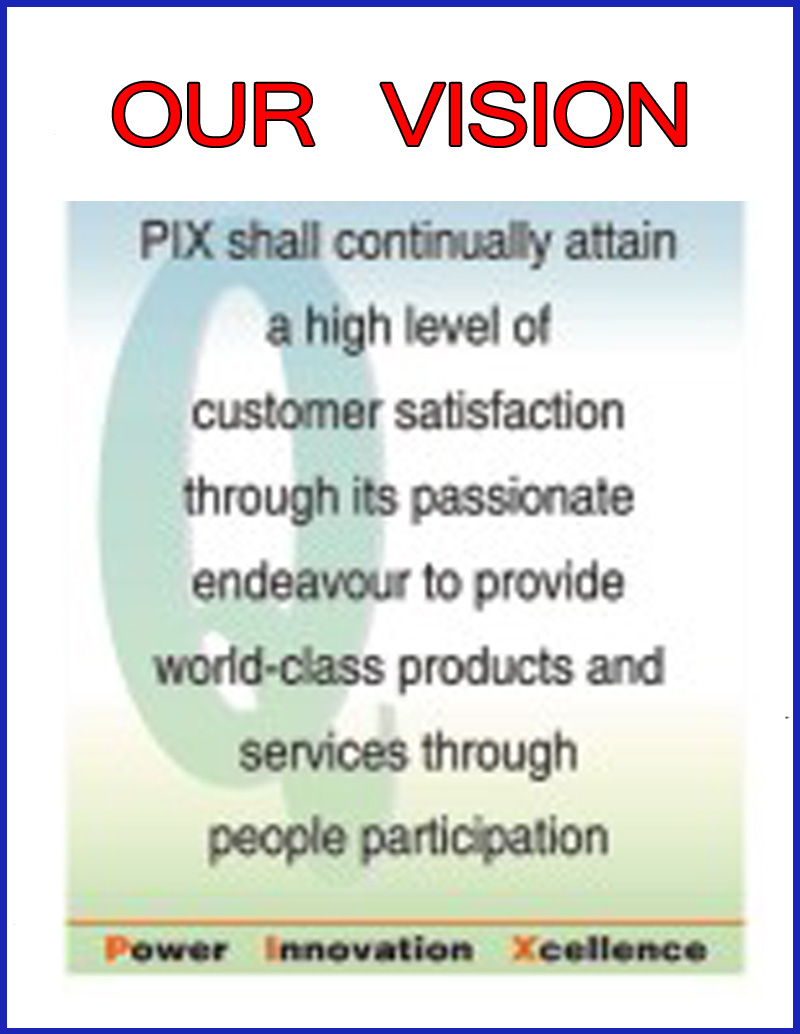 OUR VISION
PIX shall continually attain
a high level of
customer satisfaction
through its passionate
endeavour to provide
world-class products and
services through
people participation
Power Innovation Xcellence